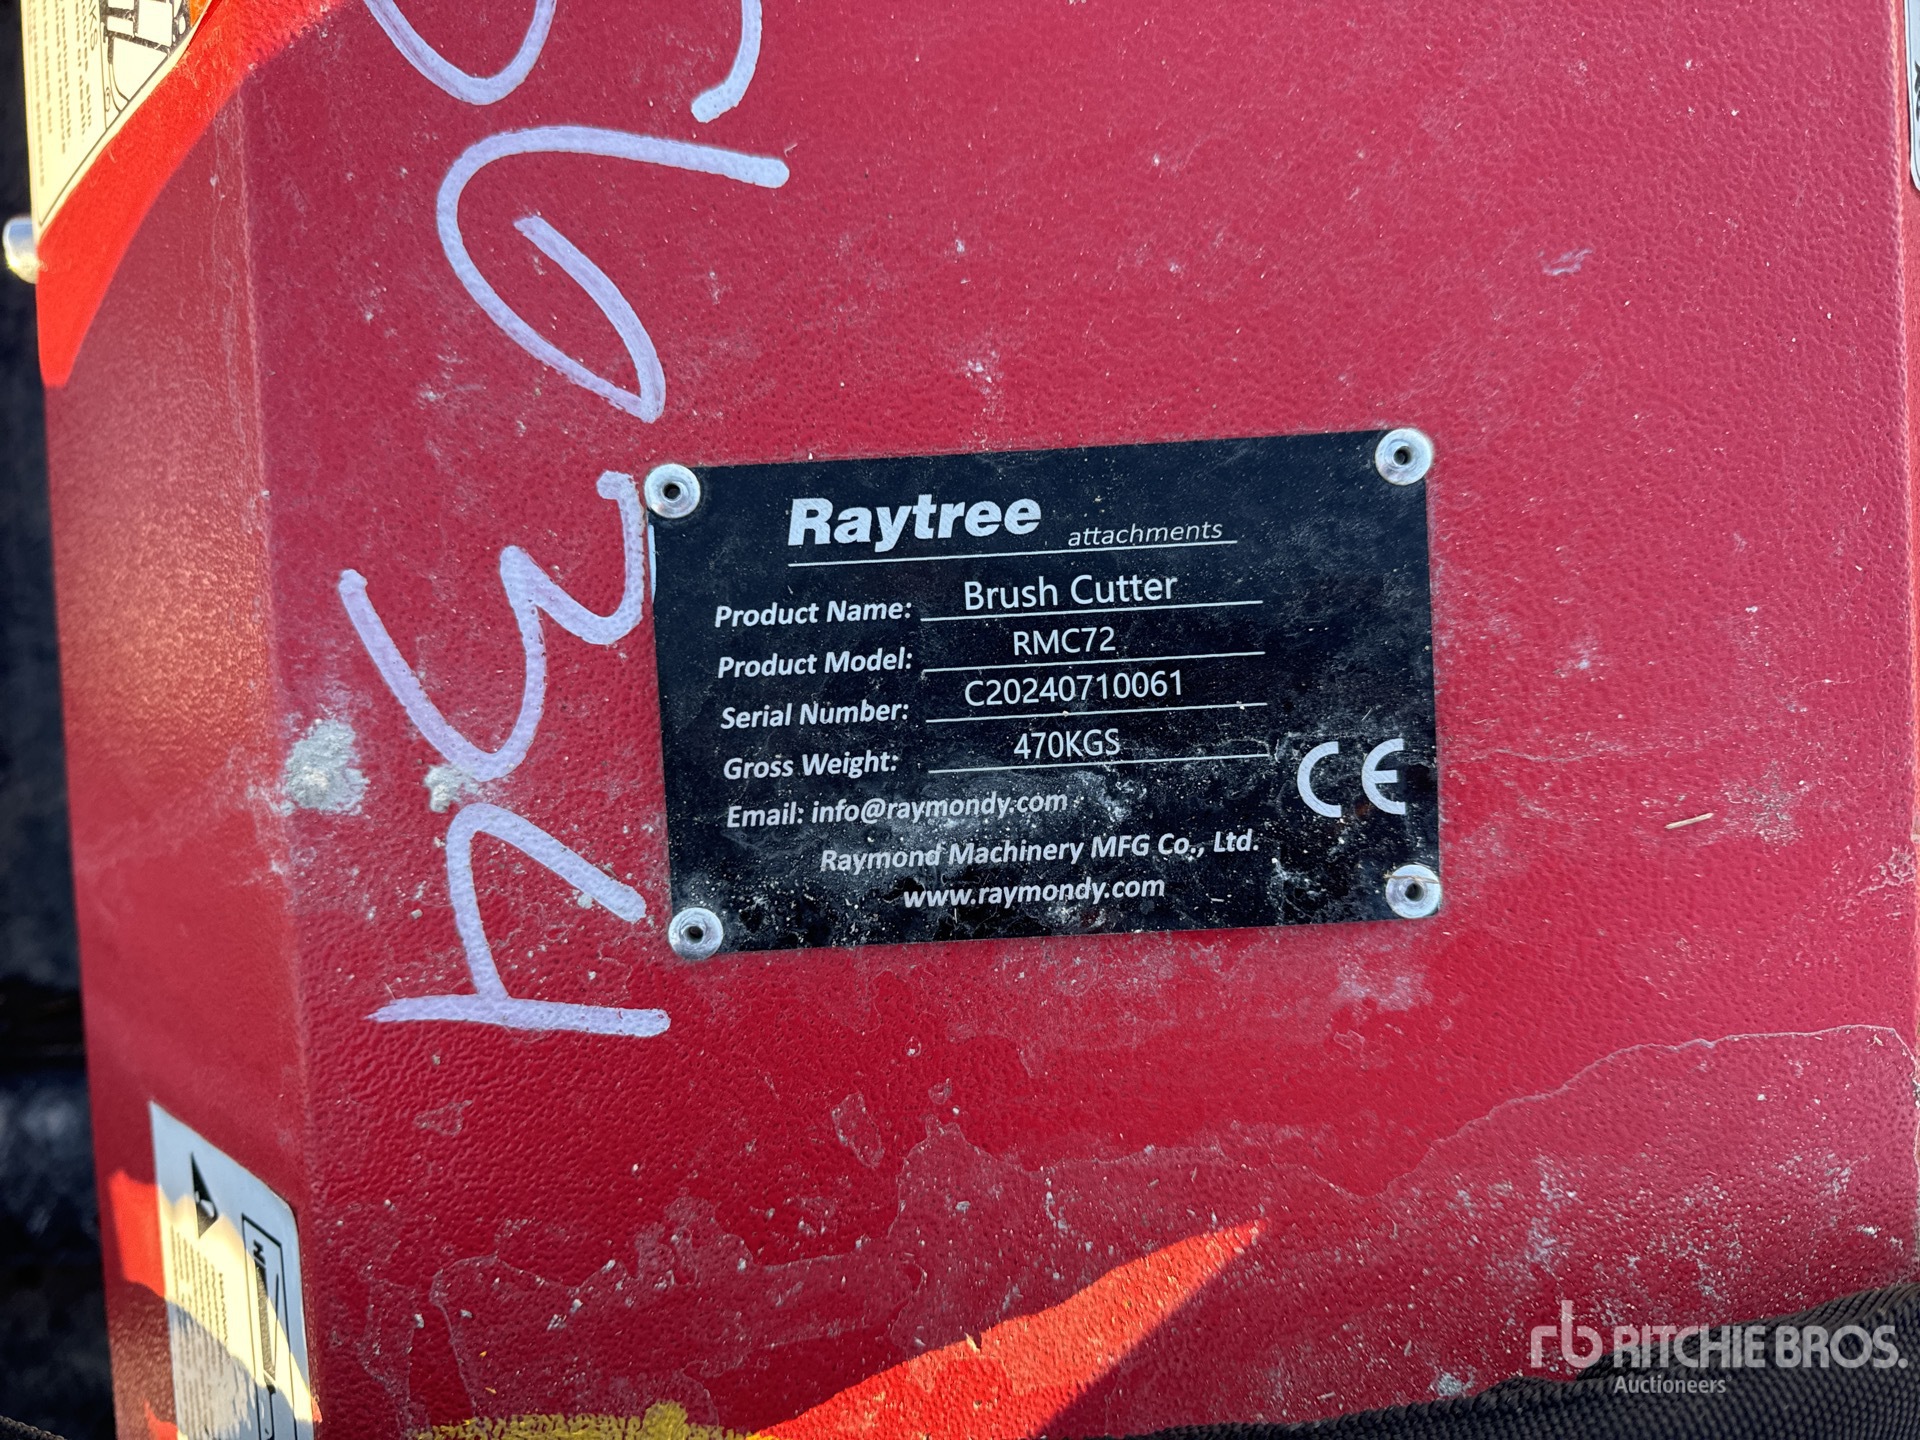 Raytree attachments
Product Name: Brush Cutter
Product Model: RMC72
Serial Number: C20240710061
Gross Weight: 470KGS
Email: info@raymondy.com
Raymond Machinery MFG Co., Ltd.
www.raymondy.com
CE
rb RITCHIE BROS.
Auctioneers